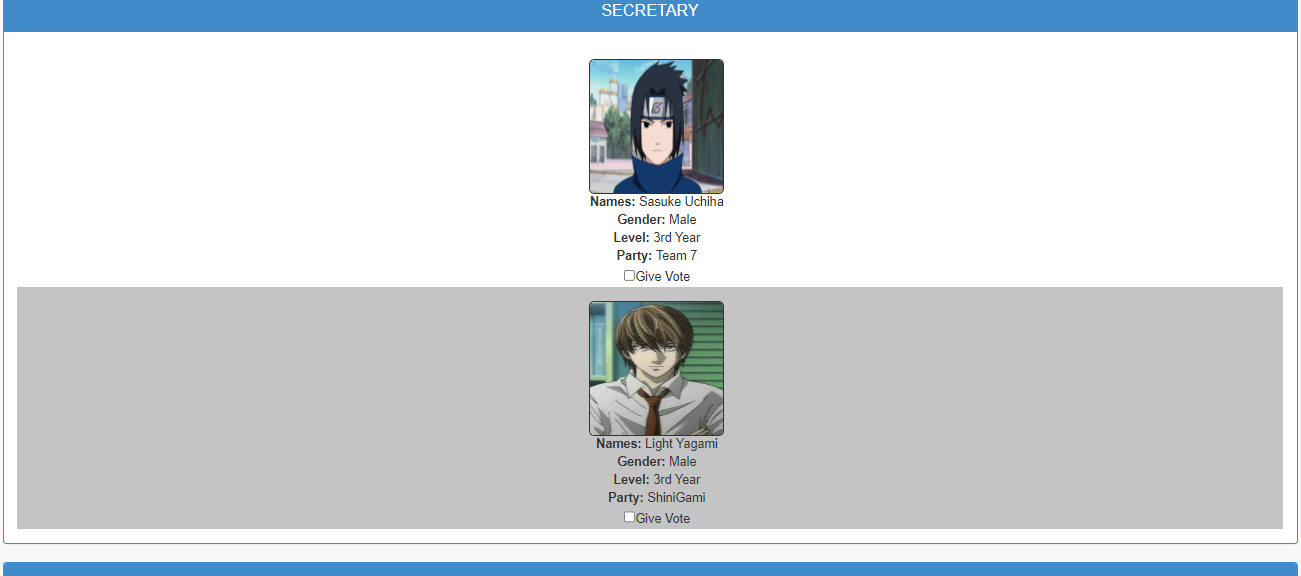 SECRETARY
Names: Sasuke Uchiha
Gender: Male
Level: 3rd Year
Party: Team 7
Give Vote
Names: Light Yagami
Gender: Male
Level: 3rd Year
Party: ShiniGami
Give Vote